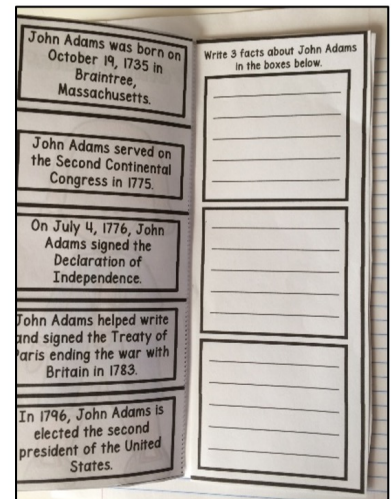 John Adams was born on
October 19, 1735 in
Braintree,
Massachusetts.
John Adams served on
the Second Continental
Congress in 1775.
On July 4, 1776, John
Adams signed the
Declaration of
Independence.
John Adams helped write
and signed the Treaty of
Paris ending the war with
Britain in 1783.
In 1796, John Adams is
elected the second
president of the United
States.
Write 3 facts about John Adams
in the boxes below.